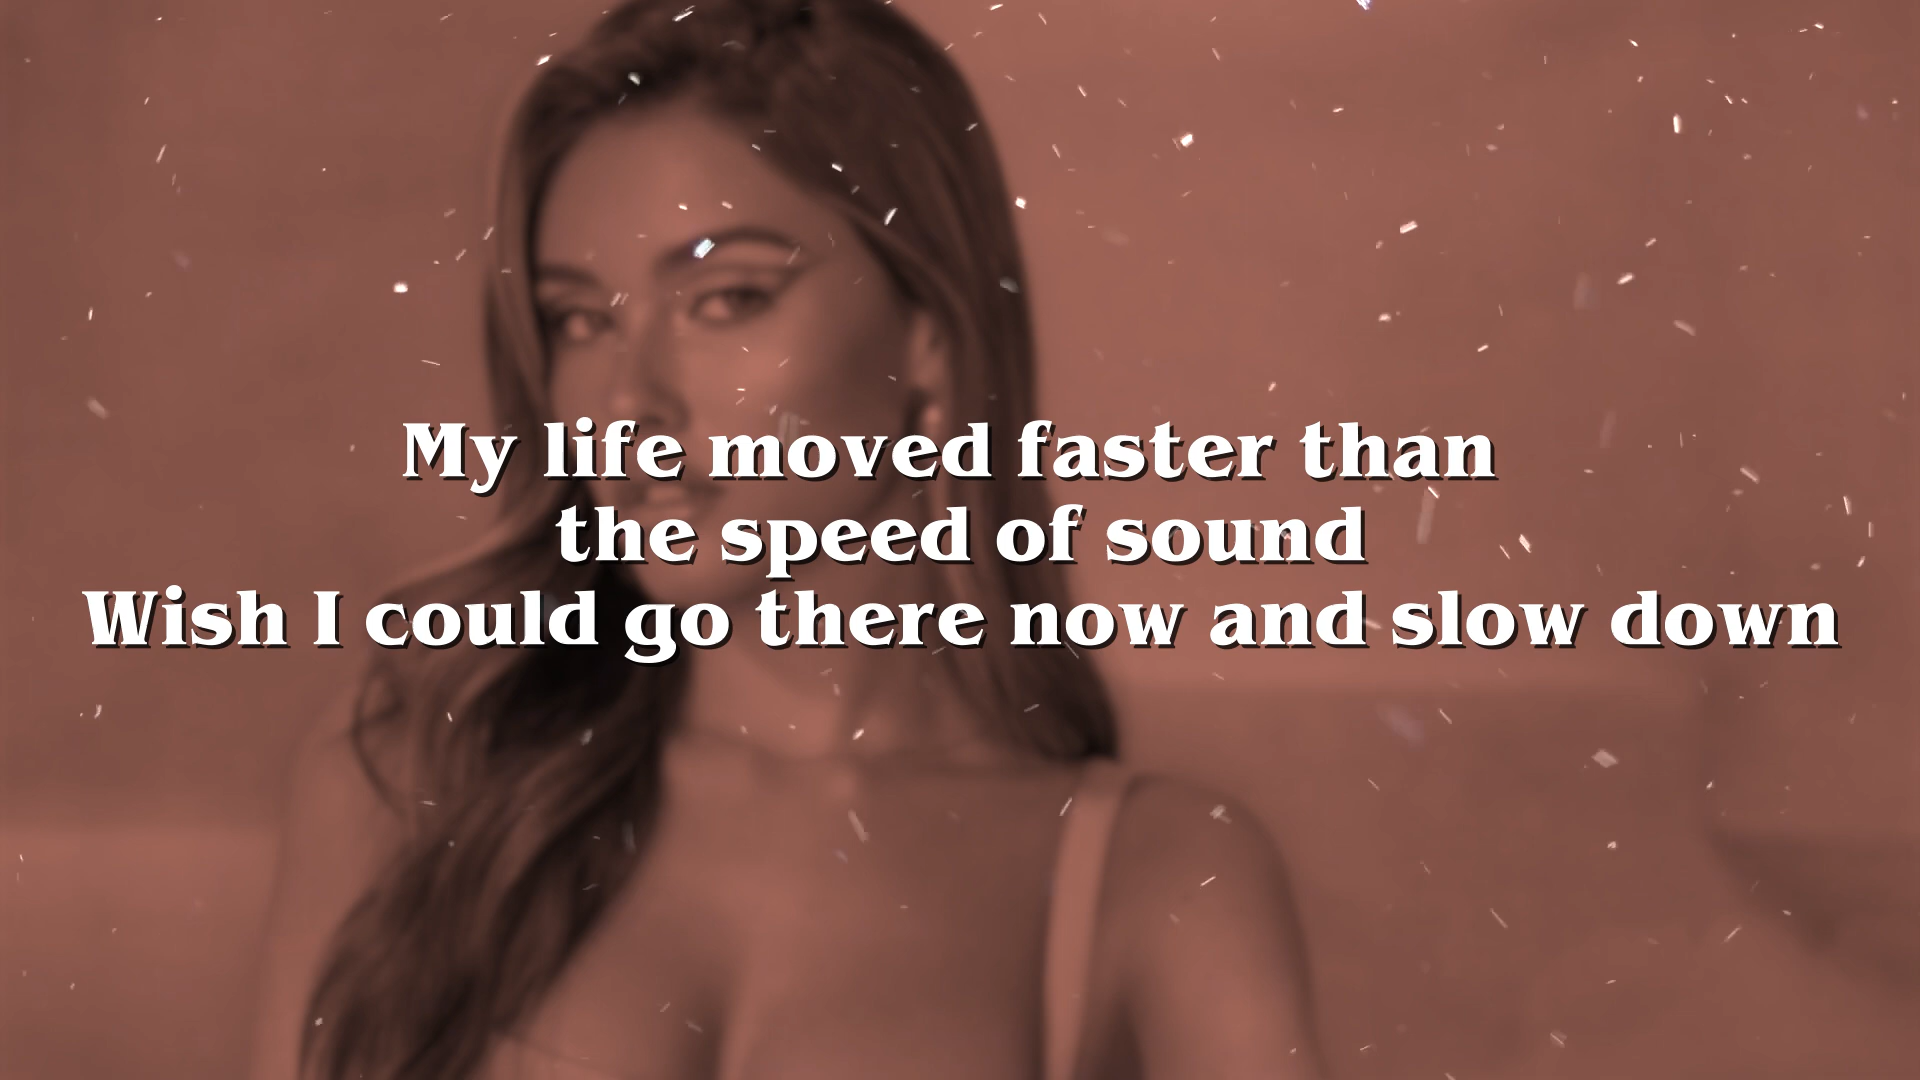 My life moved faster than
the speed of sound
Wish I could go there now and slow down